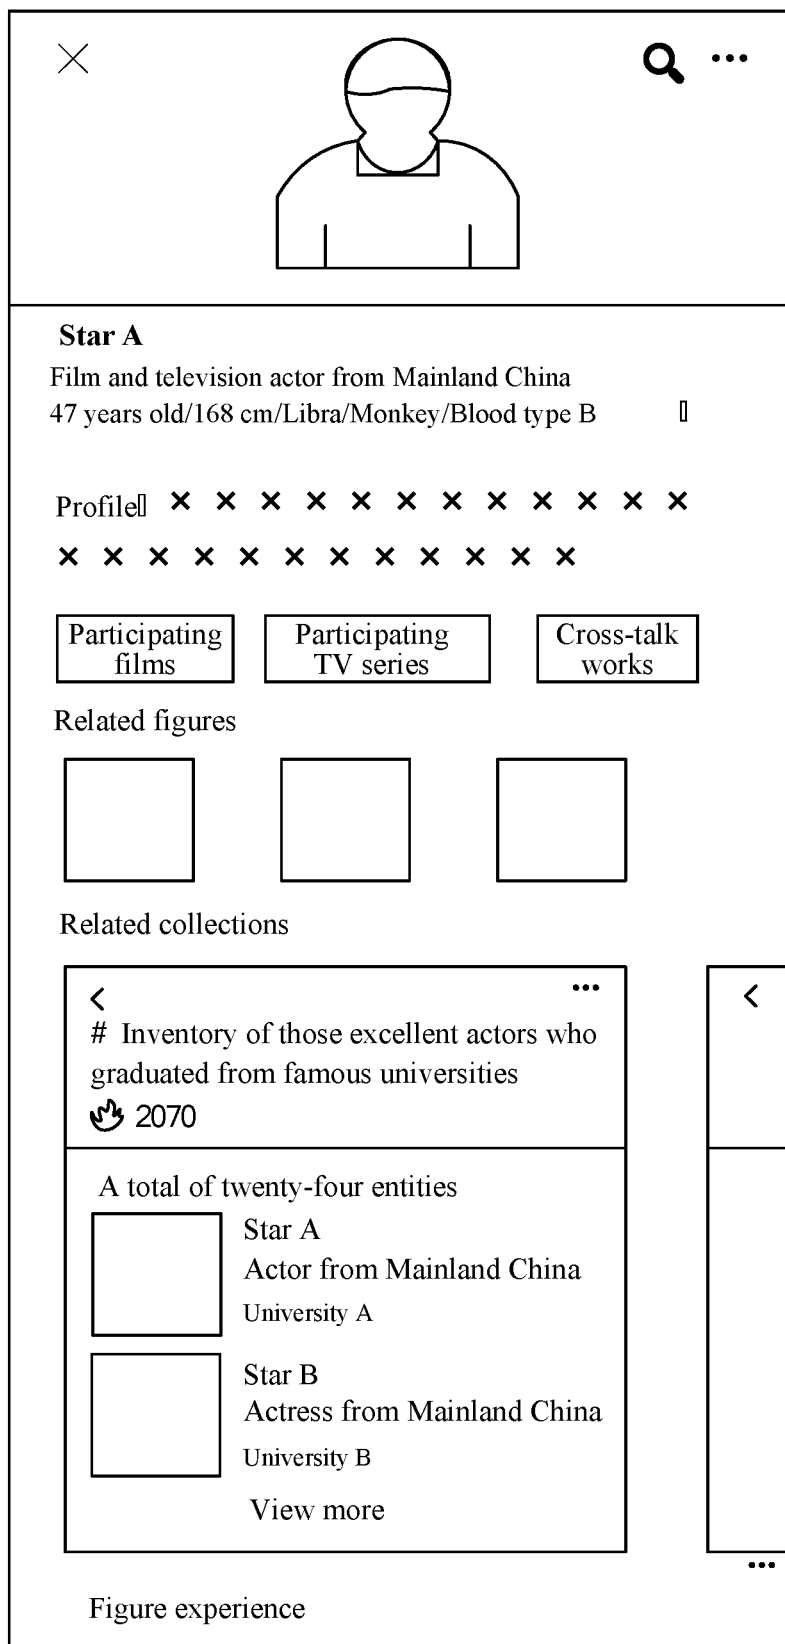 Star A
Film and television actor from Mainland China
47 years old/168 cm/Libra/Monkey/Blood type B
Profile▯ × × × × × × × × × × × ×
× × × × × × × × × × × ×
Participating
films
Participating
TV series
Cross-talk
works
Related figures
Related collections
# Inventory of those excellent actors who
graduated from famous universities
2070
A total of twenty-four entities
Star A
Actor from Mainland China
University A
Star B
Actress from Mainland China
University B
View more
Figure experience